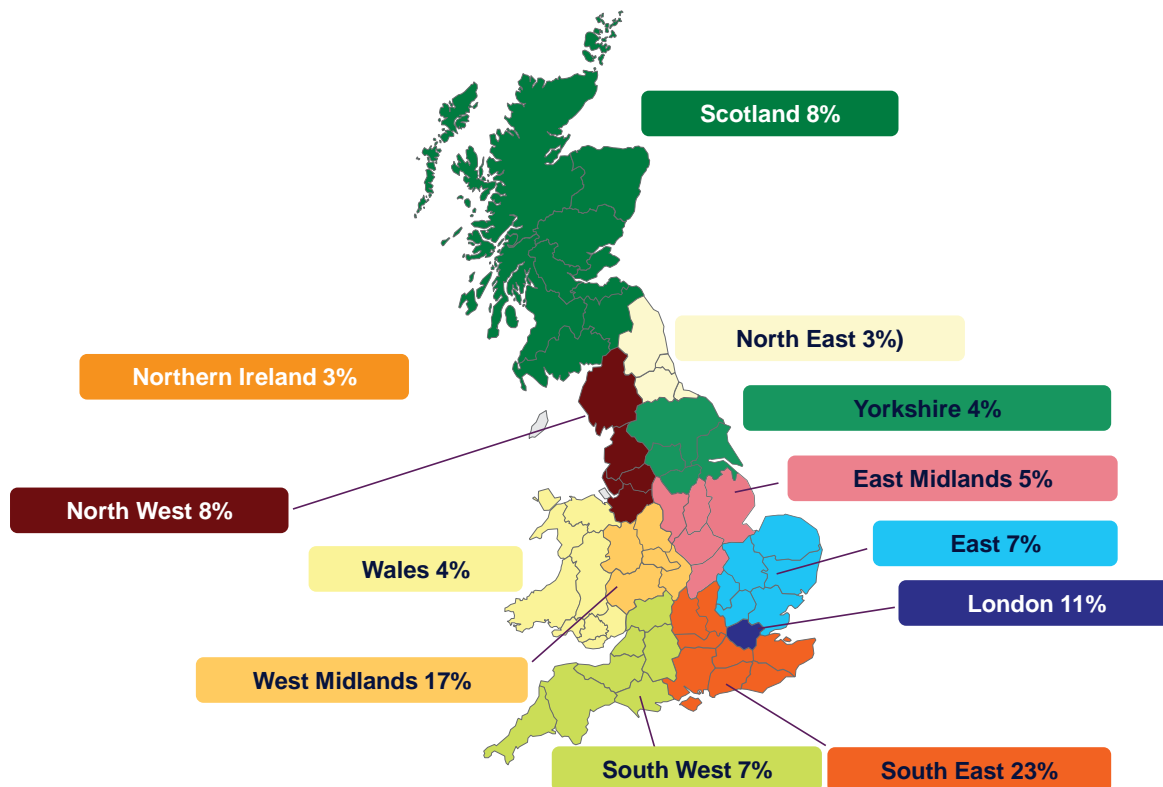 Scotland 8%
North East 3%)
Northern Ireland 3%
Yorkshire 4%
East Midlands 5%
North West 8%
East 7%
Wales 4%
London 11%
West Midlands 17%
South West 7%
South East 23%